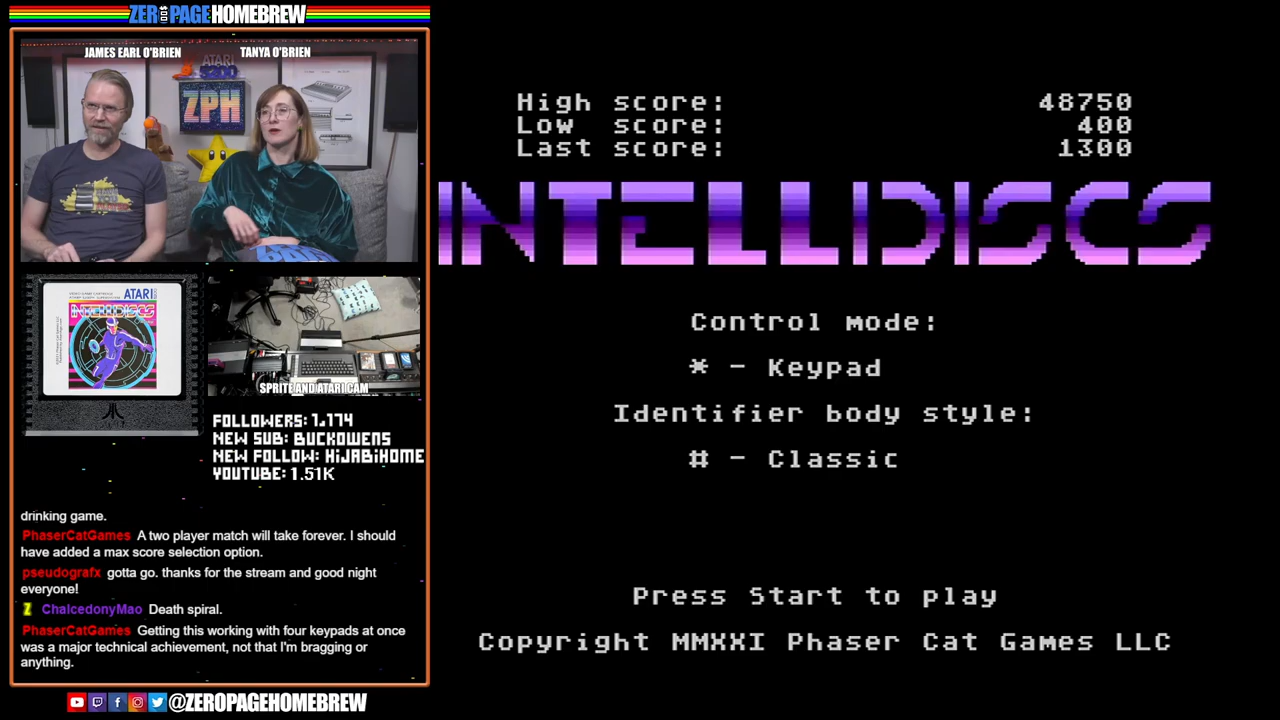 ZEROPAGE HOMEBREW
JAMES EARL O'BRIEN
TANYA O'BRIEN
ATARI
5200
ZPH
ATARI
INTELLIDISCS
SPRITE AND ATARI CAM
FOLLOWERS: 1,174
NEW SUB: BUCKOWENS
NEW FOLLOW: HIJABIHOME
YOUTUBE: 1.51K
drinking game.
PhaserCatGames A two player match will take forever. I should
have added a max score selection option.
pseudografx gotta go. thanks for the stream and good night
everyone!
Z ChalcedonyMao Death spiral.
PhaserCatGames Getting this working with four keypads at once
was a major technical achievement, not that I'm bragging or
anything.
@ZEROPAGEHOMEBREW
High score: 48750
Low score: 400
Last score: 1300
INTELLIDISCS
Control mode:
* - Keypad
Identifier body style:
# - Classic
Press Start to play
Copyright MMXXI Phaser Cat Games LLC